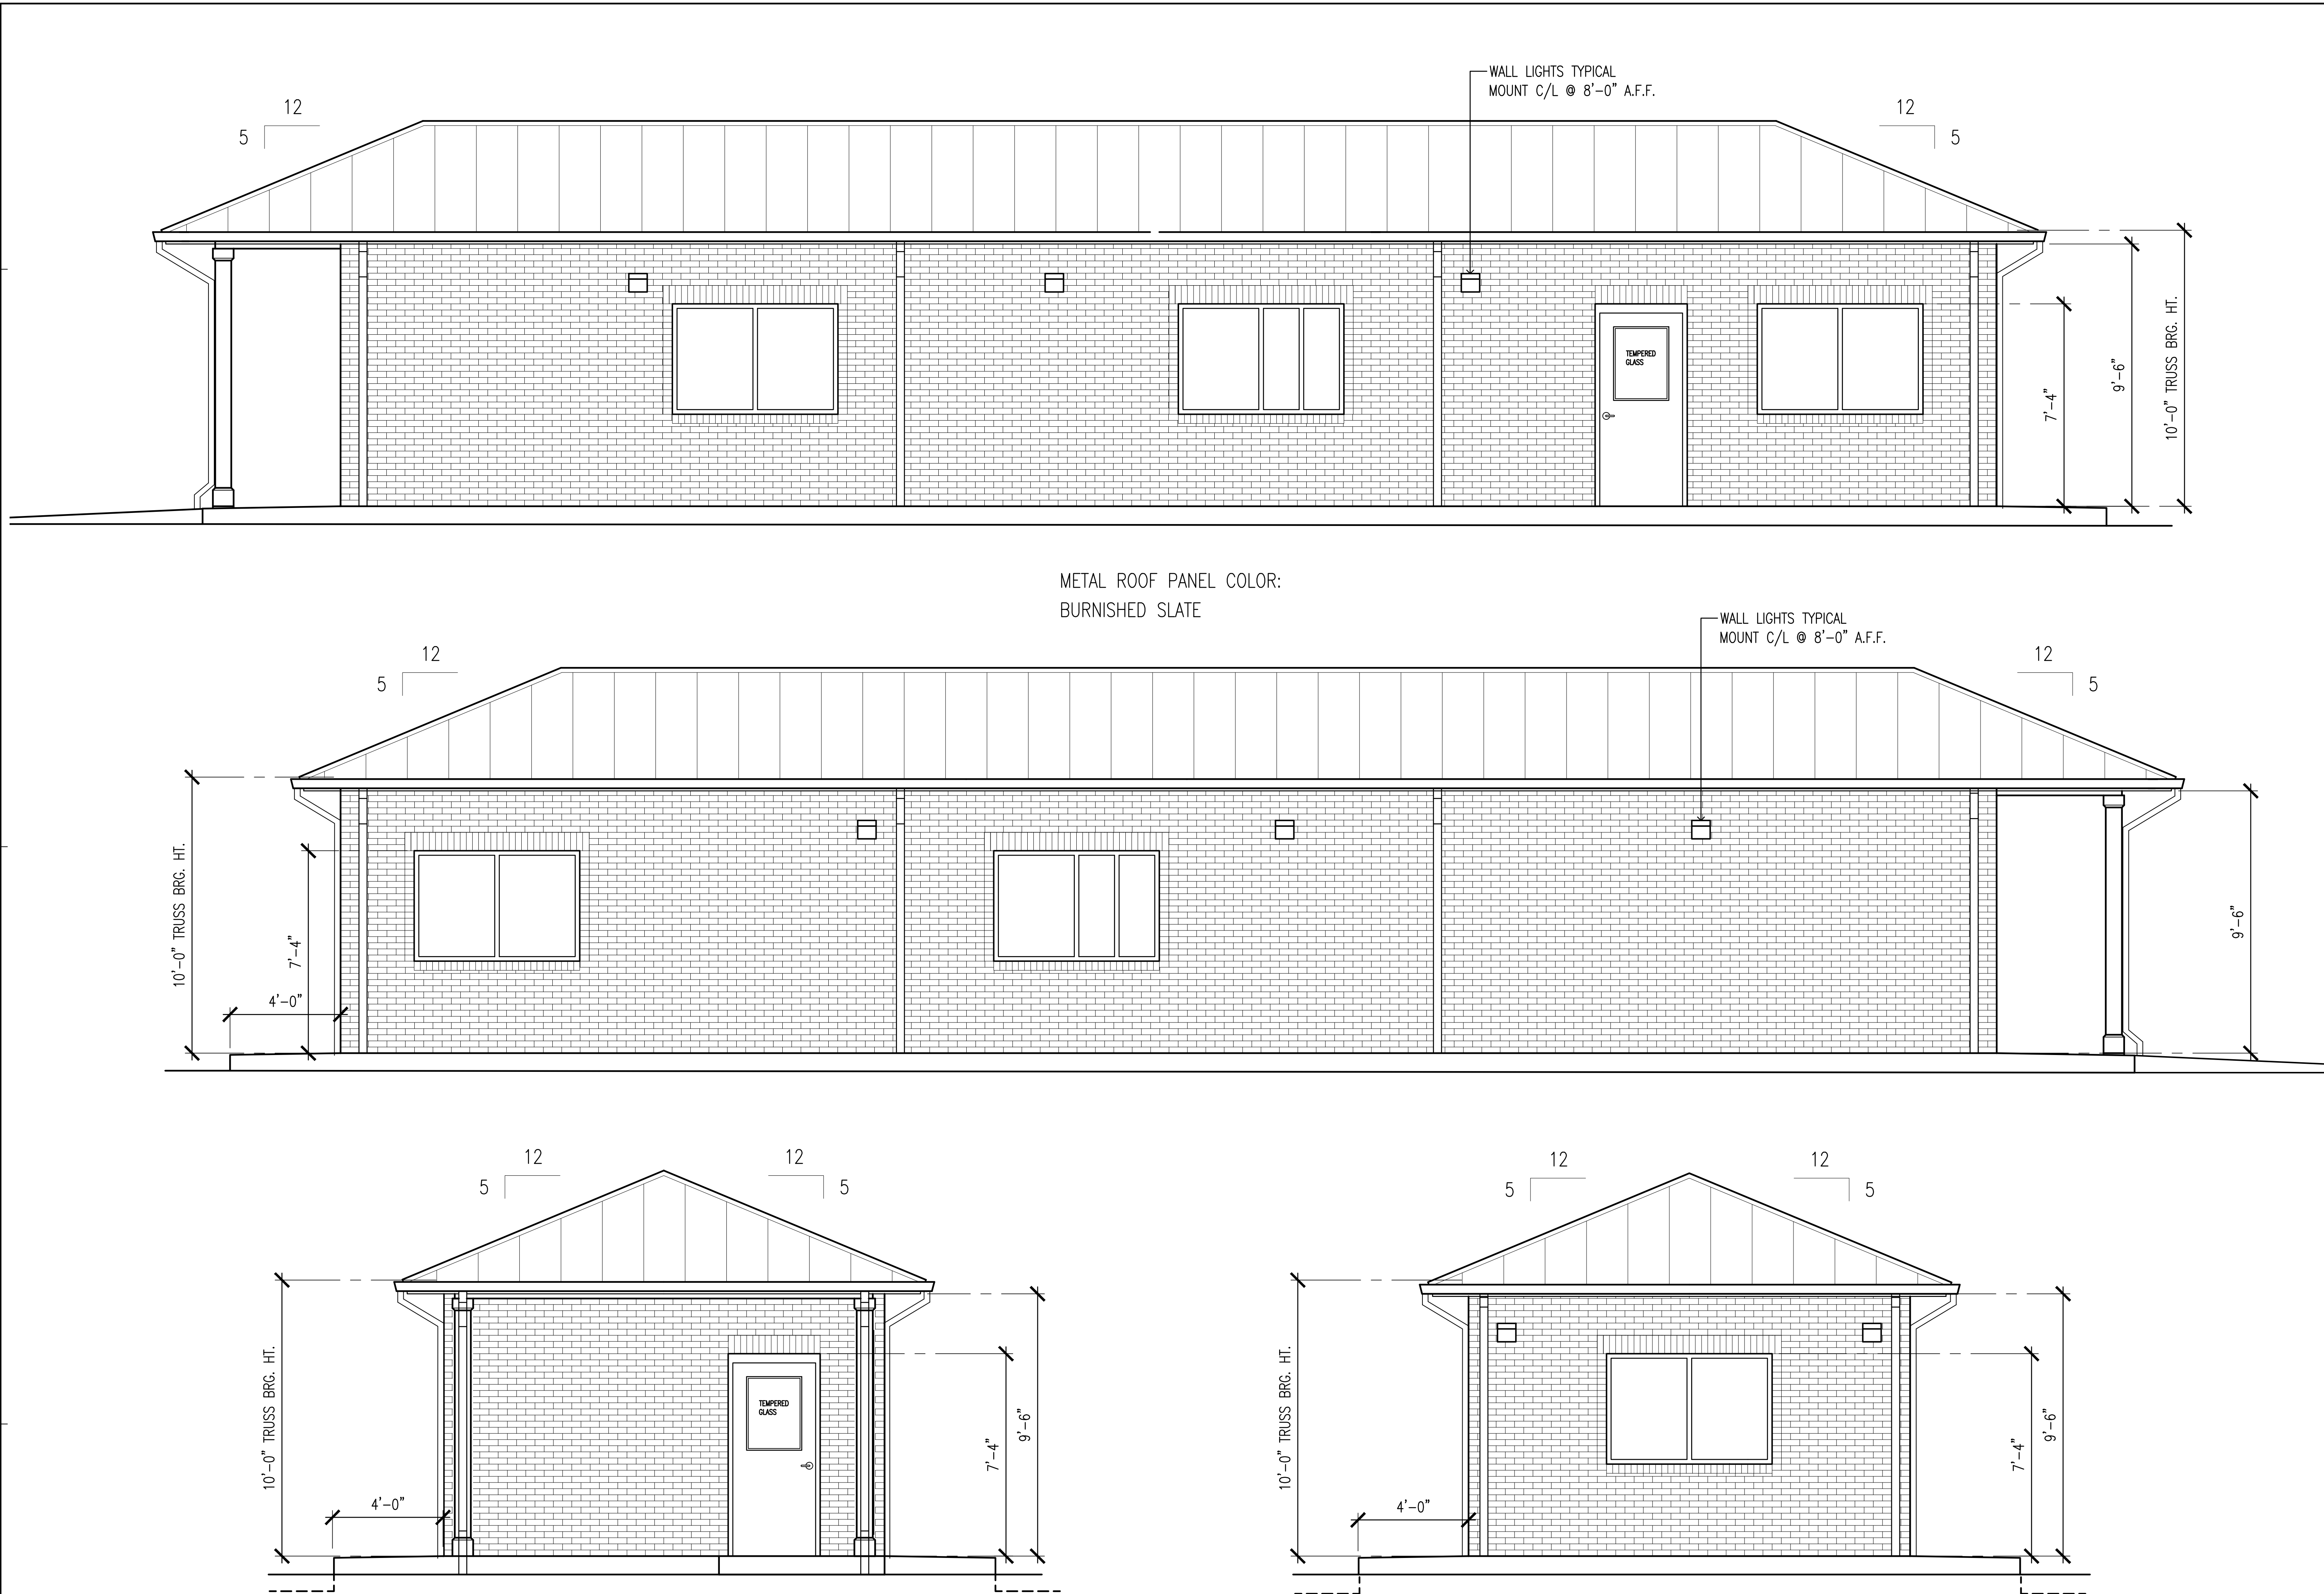 WALL LIGHTS TYPICAL
MOUNT C/L @ 8'-0" A.F.F.
12
5
12
5
TEMPERED
GLASS
7'-4"
9'-6"
10'-0" TRUSS BRG. HT.
METAL ROOF PANEL COLOR:
BURNISHED SLATE
WALL LIGHTS TYPICAL
MOUNT C/L @ 8'-0" A.F.F.
12
5
12
5
10'-0" TRUSS BRG. HT.
7'-4"
4'-0"
9'-6"
12
5
12
5
10'-0" TRUSS BRG. HT.
4'-0"
TEMPERED
GLASS
7'-4"
9'-6"
12
5
12
5
10'-0" TRUSS BRG. HT.
4'-0"
7'-4"
9'-6"